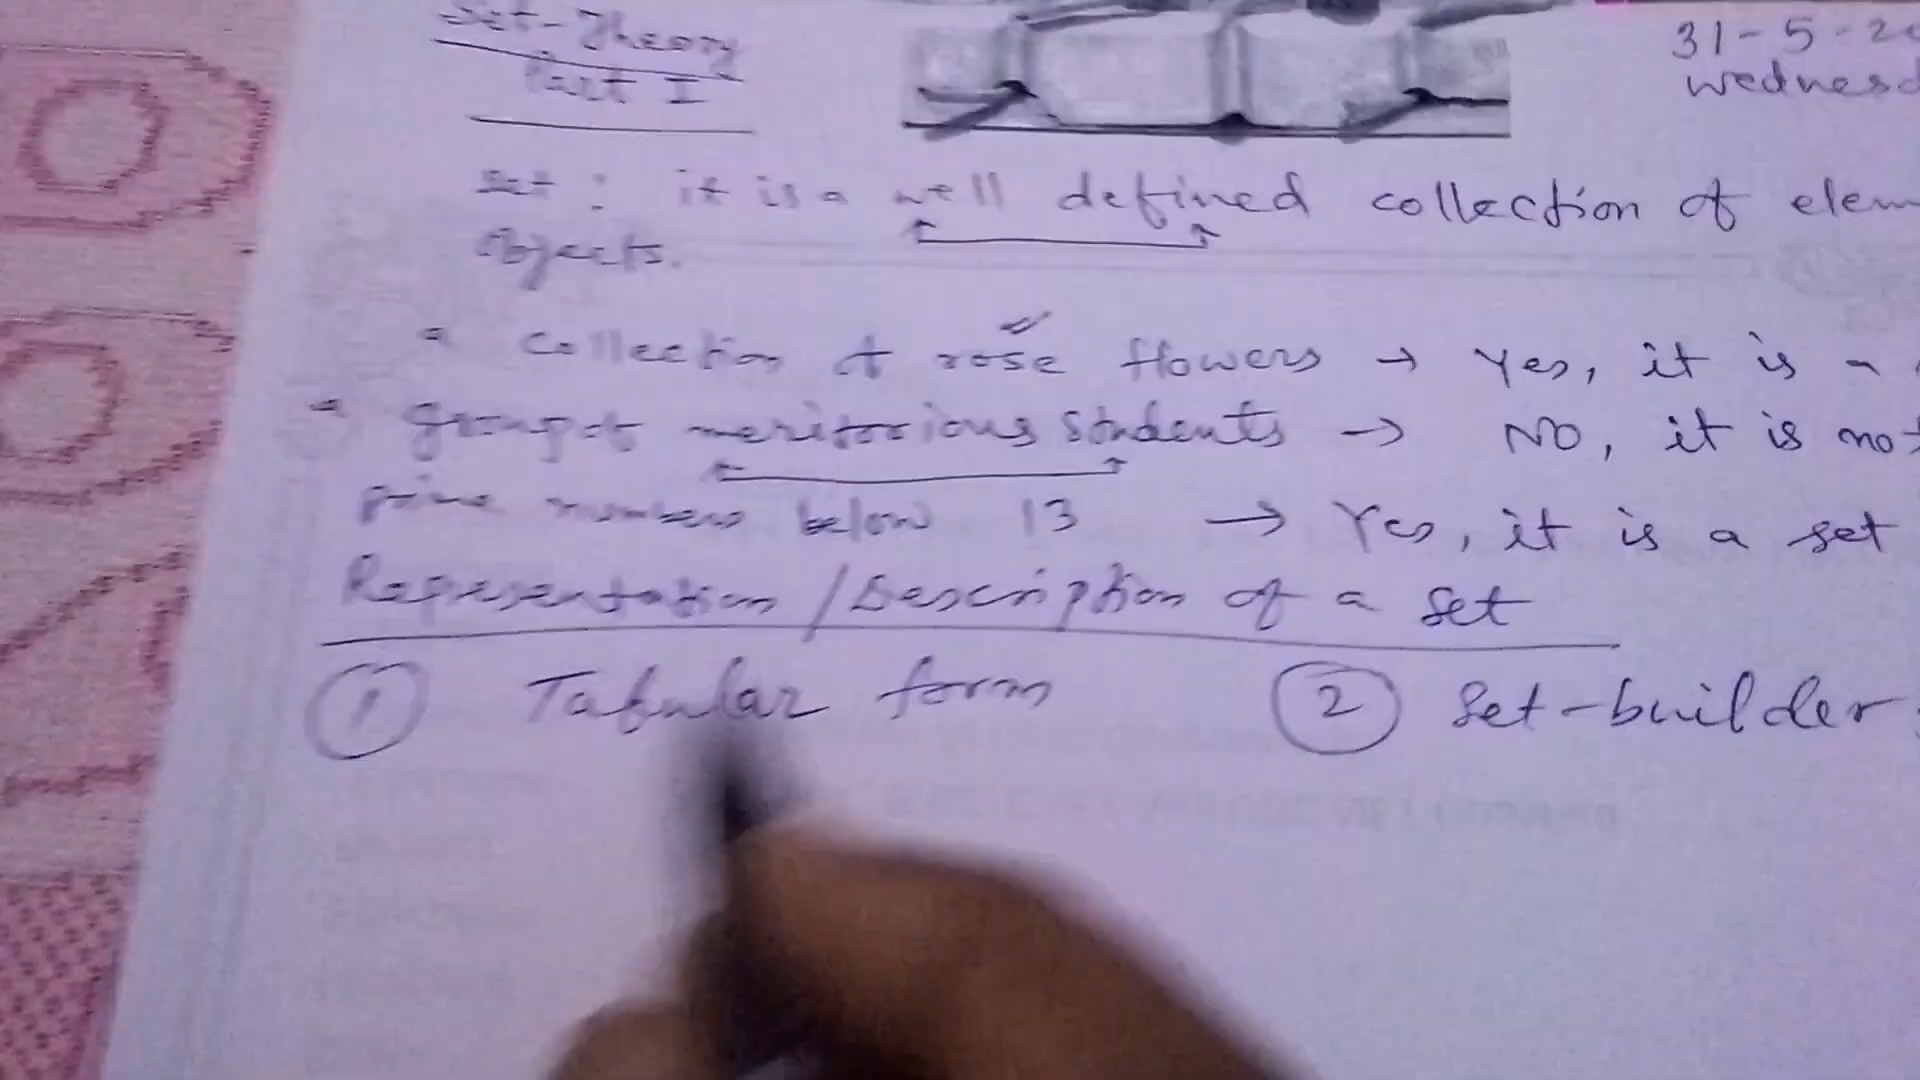 Set-Theory
Part I
31-5-20
wednesd
Set : it is a well defined collection of elem
objects.
collection of rose flowers → Yes, it is a
group of meritorious students → NO, it is not
prime numbers below 13 → Yes, it is a set
Representation/Description of a set
1 Tabular form 2 Set-builder